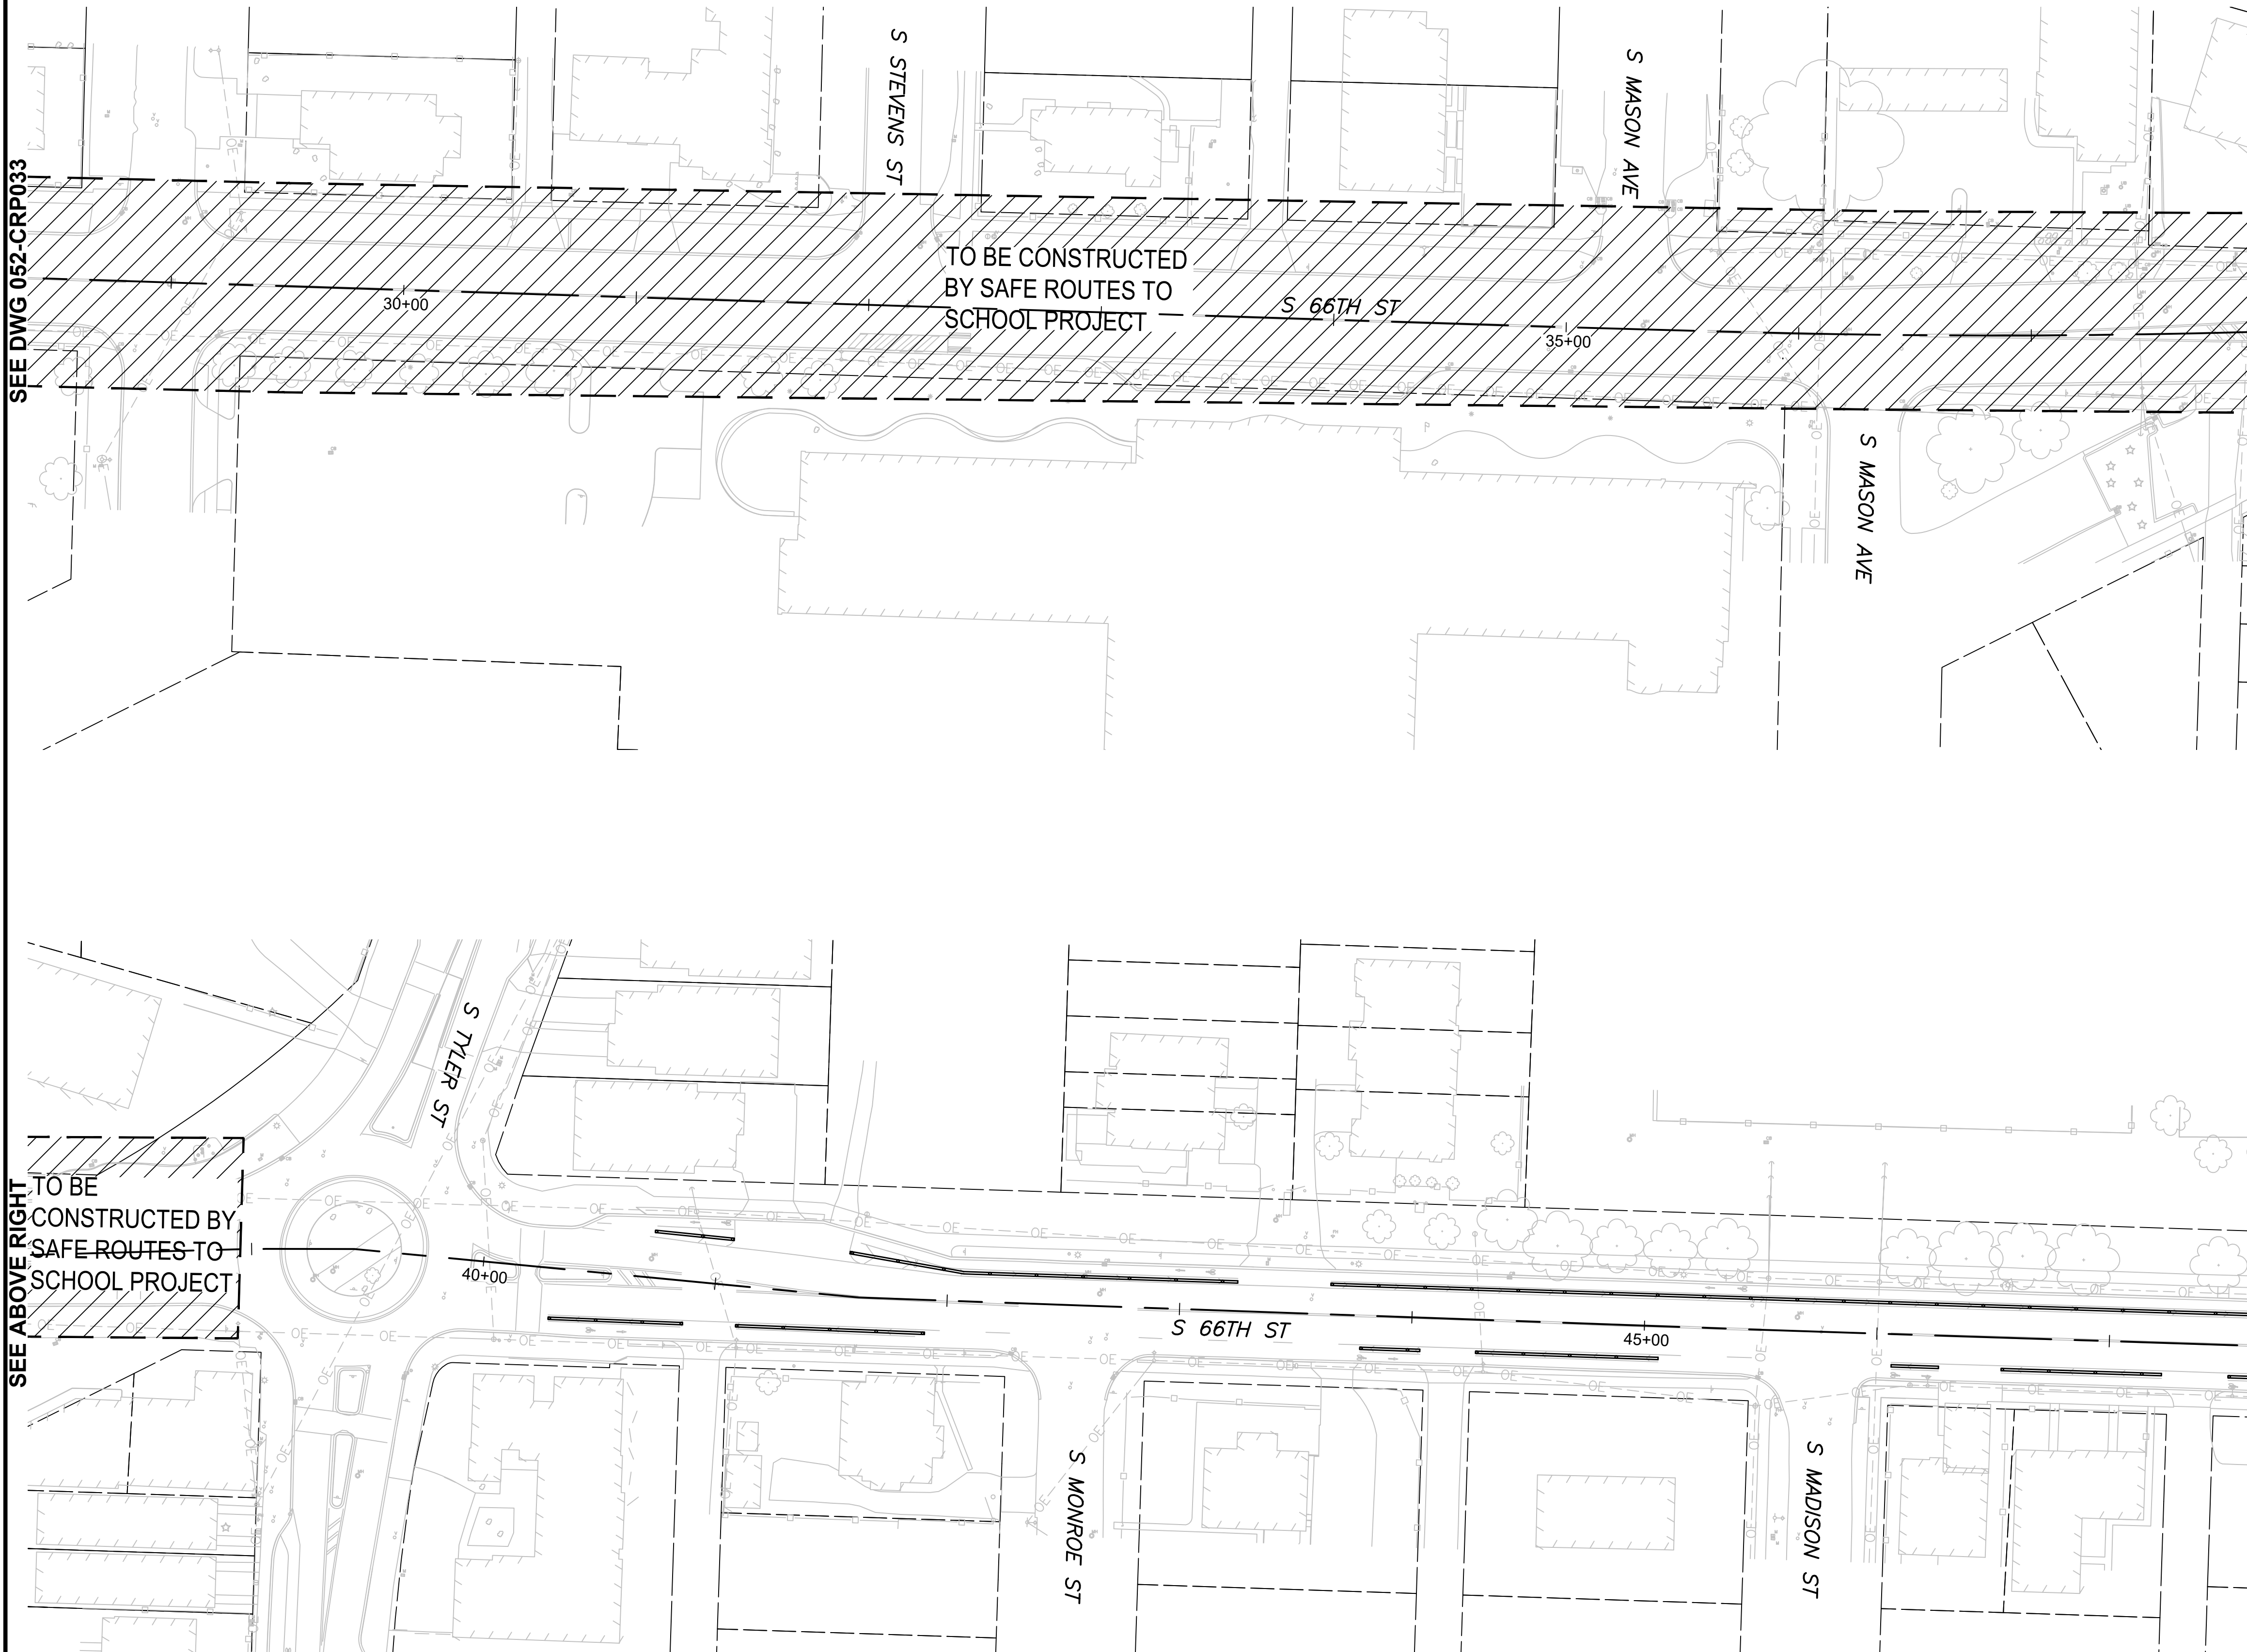 SEE DWG 052-CRP033
S STEVENS ST
S MASON AVE
TO BE CONSTRUCTED
BY SAFE ROUTES TO
SCHOOL PROJECT
30+00
S 66TH ST
35+00
S MASON AVE
SEE ABOVE RIGHT
S TYLER ST
TO BE
CONSTRUCTED BY
SAFE ROUTES TO
SCHOOL PROJECT
40+00
S 66TH ST
45+00
S MONROE ST
S MADISON ST
OE